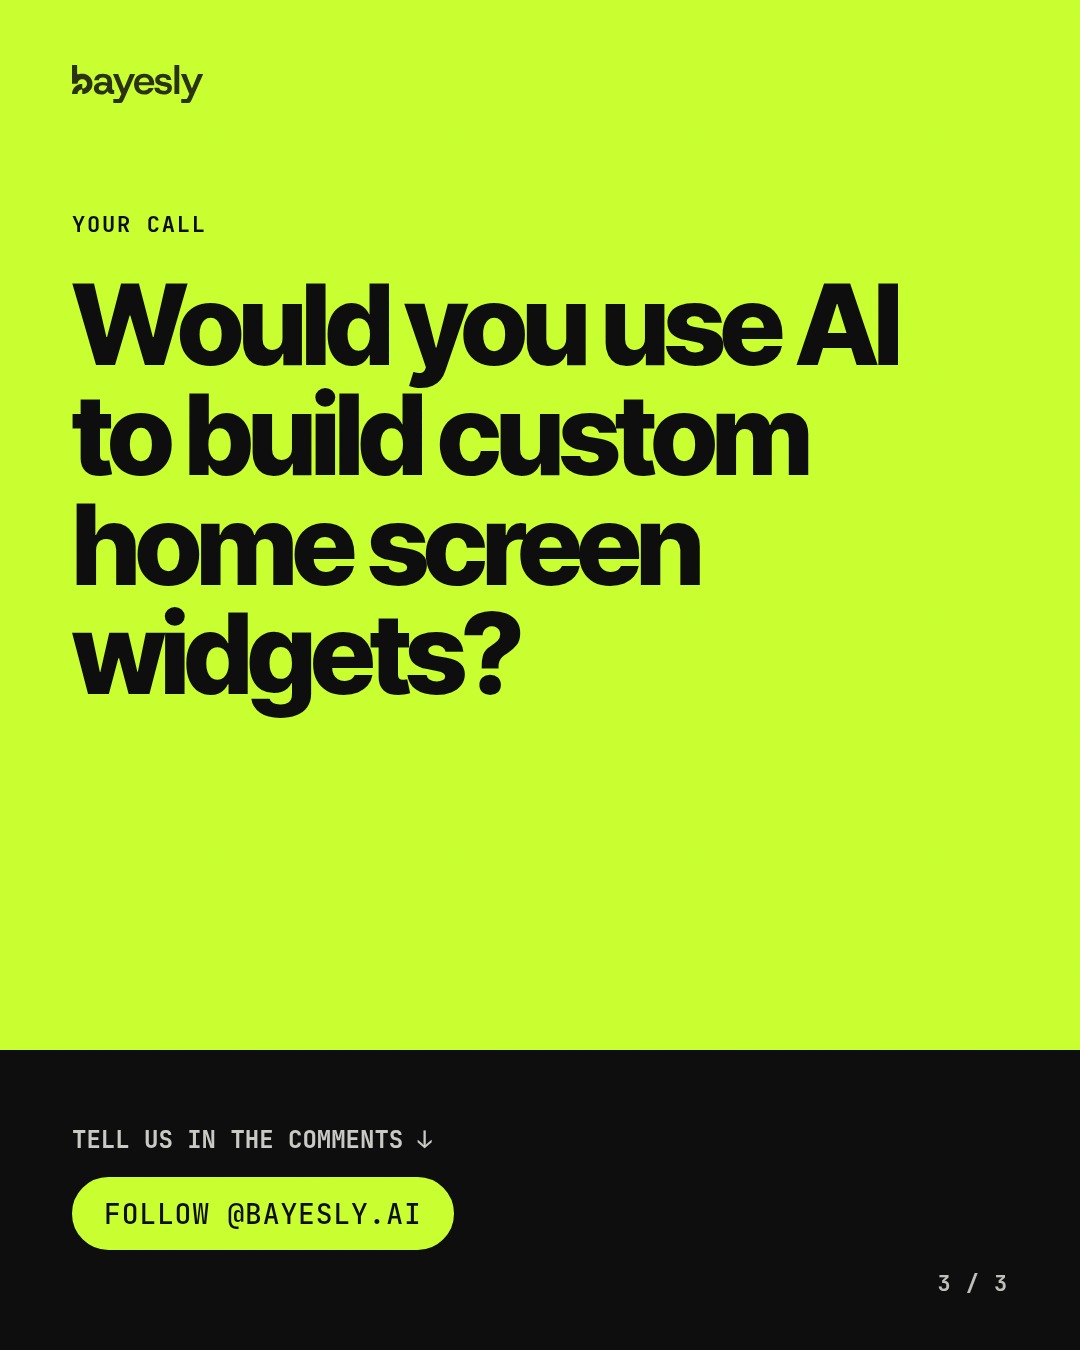 bayesly
YOUR CALL
Would you use AI
to build custom
home screen
widgets?
TELL US IN THE COMMENTS ↓
FOLLOW @BAYESLY.AI
3 / 3